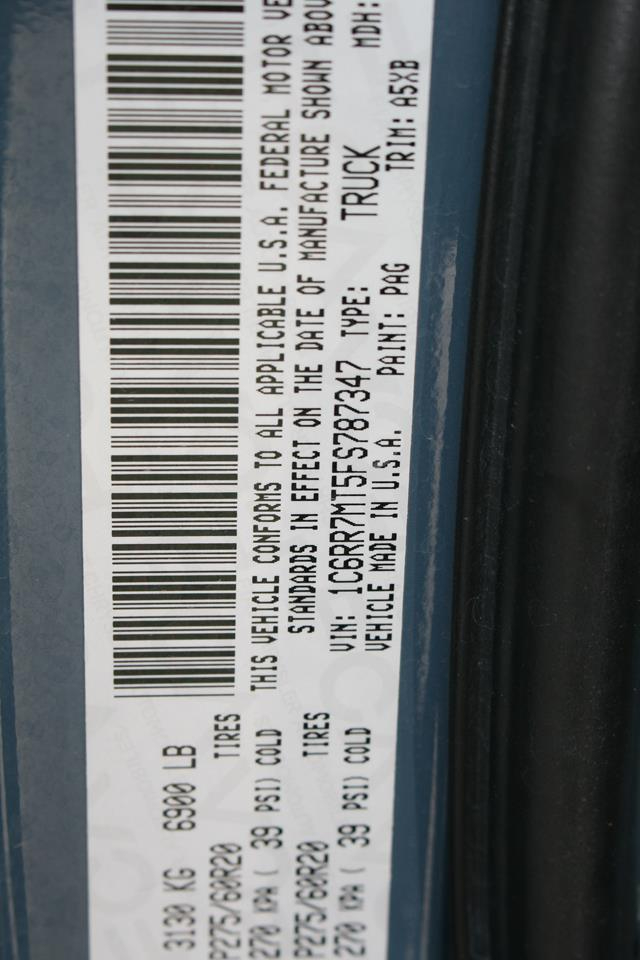 3130 KG 6900 LB
P275/60R20 TIRES
270 KPA ( 39 PSI) COLD
P275/60R20 TIRES
270 KPA ( 39 PSI) COLD
THIS VEHICLE CONFORMS TO ALL APPLICABLE U.S.A. FEDERAL MOTOR VE
STANDARDS IN EFFECT ON THE DATE OF MANUFACTURE SHOWN ABOV
VIN: 1C6RR7MT5FS787347 TYPE: TRUCK MDH:
VEHICLE MADE IN U.S.A. PAINT: PAG TRIM: A5XB